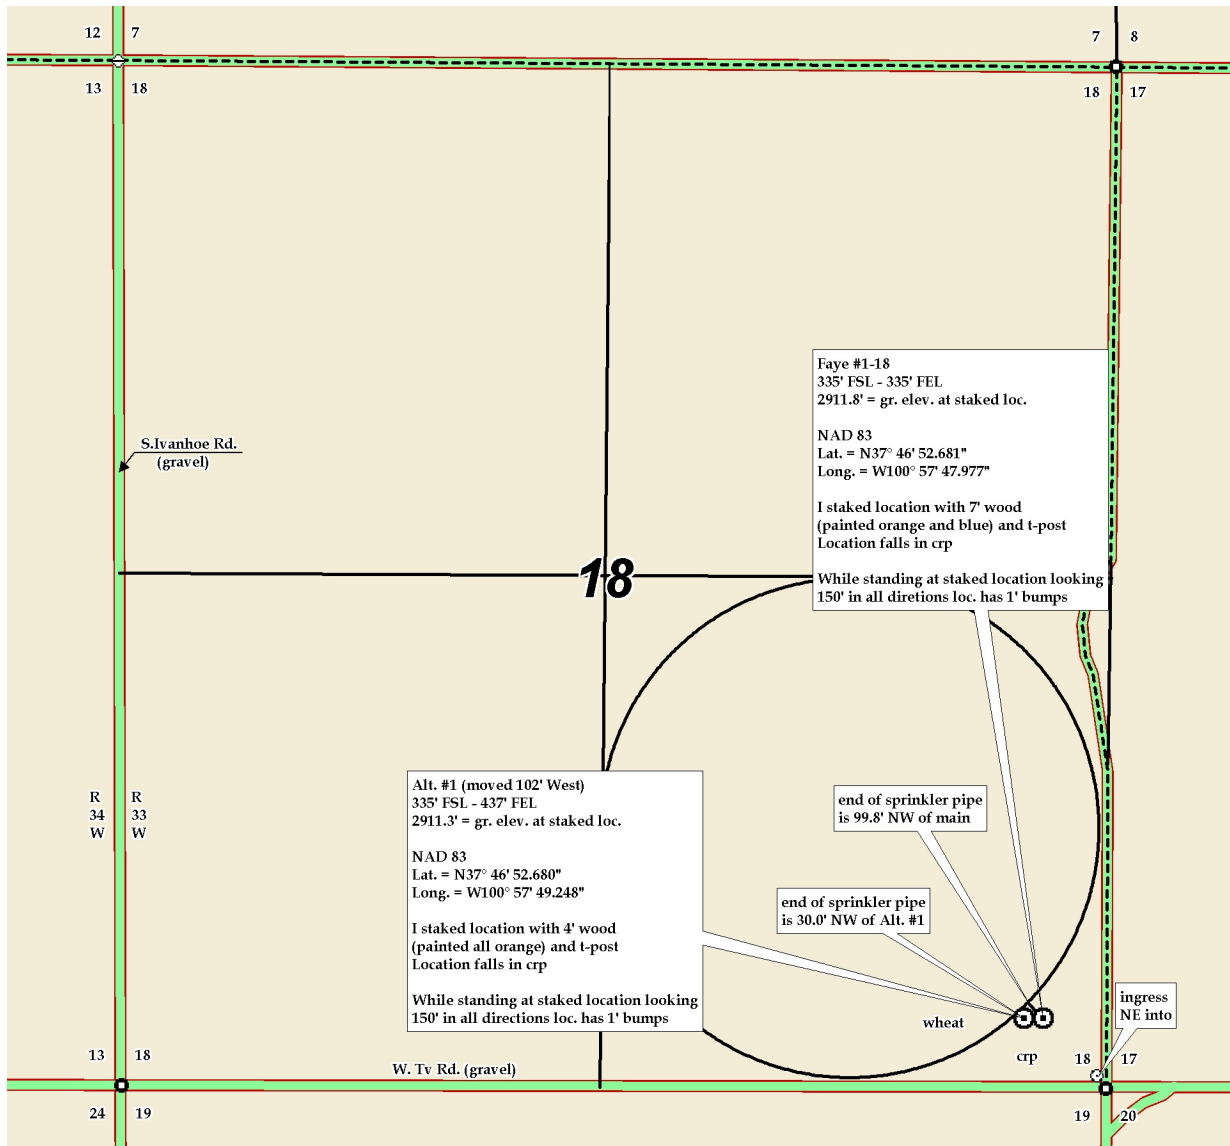 12 7
7 8
13 18
18 17
Faye #1-18
335' FSL - 335' FEL
2911.8' = gr. elev. at staked loc.
NAD 83
Lat. = N37° 46' 52.681"
Long. = W100° 57' 47.977"
I staked location with 7' wood
(painted orange and blue) and t-post
Location falls in crp
While standing at staked location looking
150' in all diretions loc. has 1' bumps
S.Ivanhoe Rd.
(gravel)
18
Alt. #1 (moved 102' West)
335' FSL - 437' FEL
2911.3' = gr. elev. at staked loc.
NAD 83
Lat. = N37° 46' 52.680"
Long. = W100° 57' 49.248"
I staked location with 4' wood
(painted all orange) and t-post
Location falls in crp
While standing at staked location looking
150' in all directions loc. has 1' bumps
R R
34 33
W W
end of sprinkler pipe
is 99.8' NW of main
end of sprinkler pipe
is 30.0' NW of Alt. #1
ingress
NE into
wheat
crp
13 18
18 17
W. Tv Rd. (gravel)
24 19
19 20